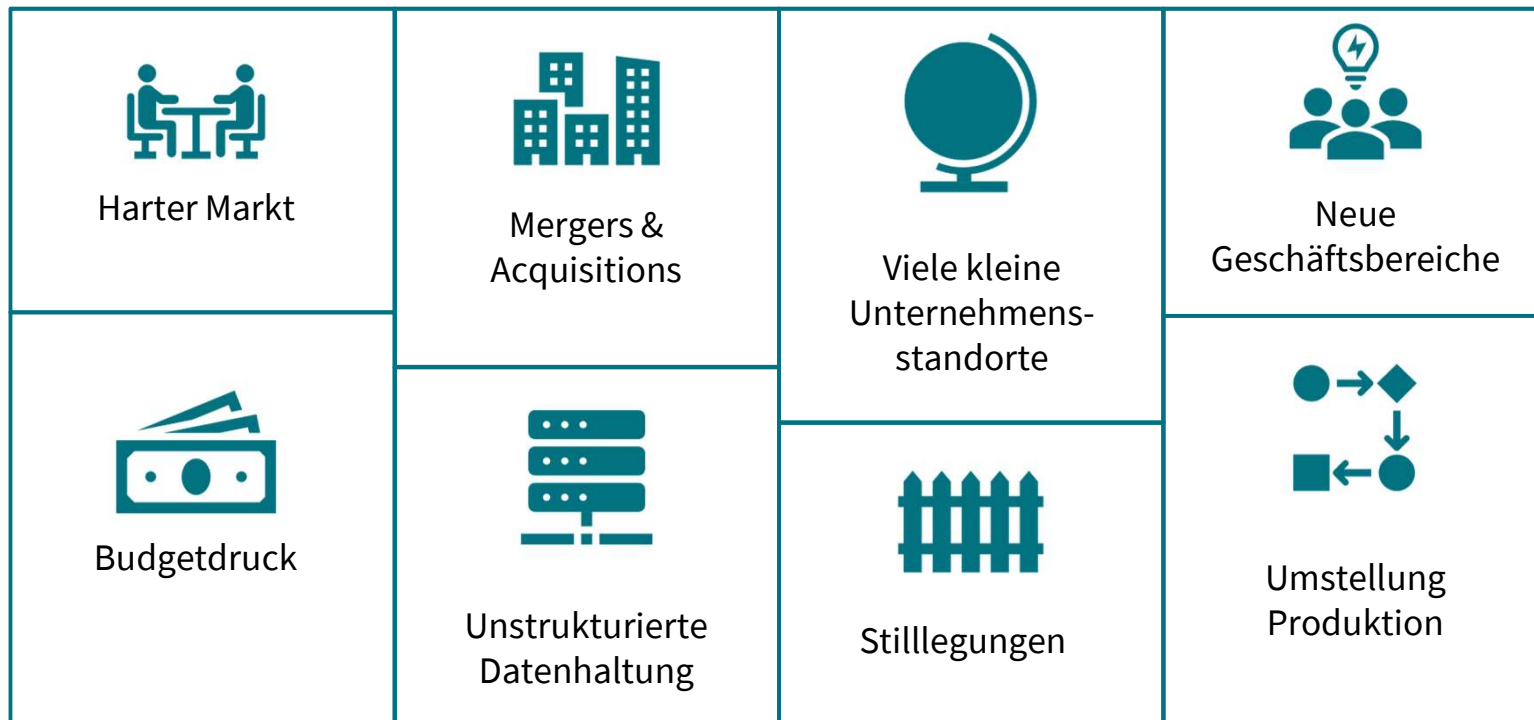 Harter Markt
Mergers &
Acquisitions
Viele kleine
Unternehmens-
standorte
Neue
Geschäftsbereiche
Budgetdruck
Unstrukturierte
Datenhaltung
Stilllegungen
Umstellung
Produktion